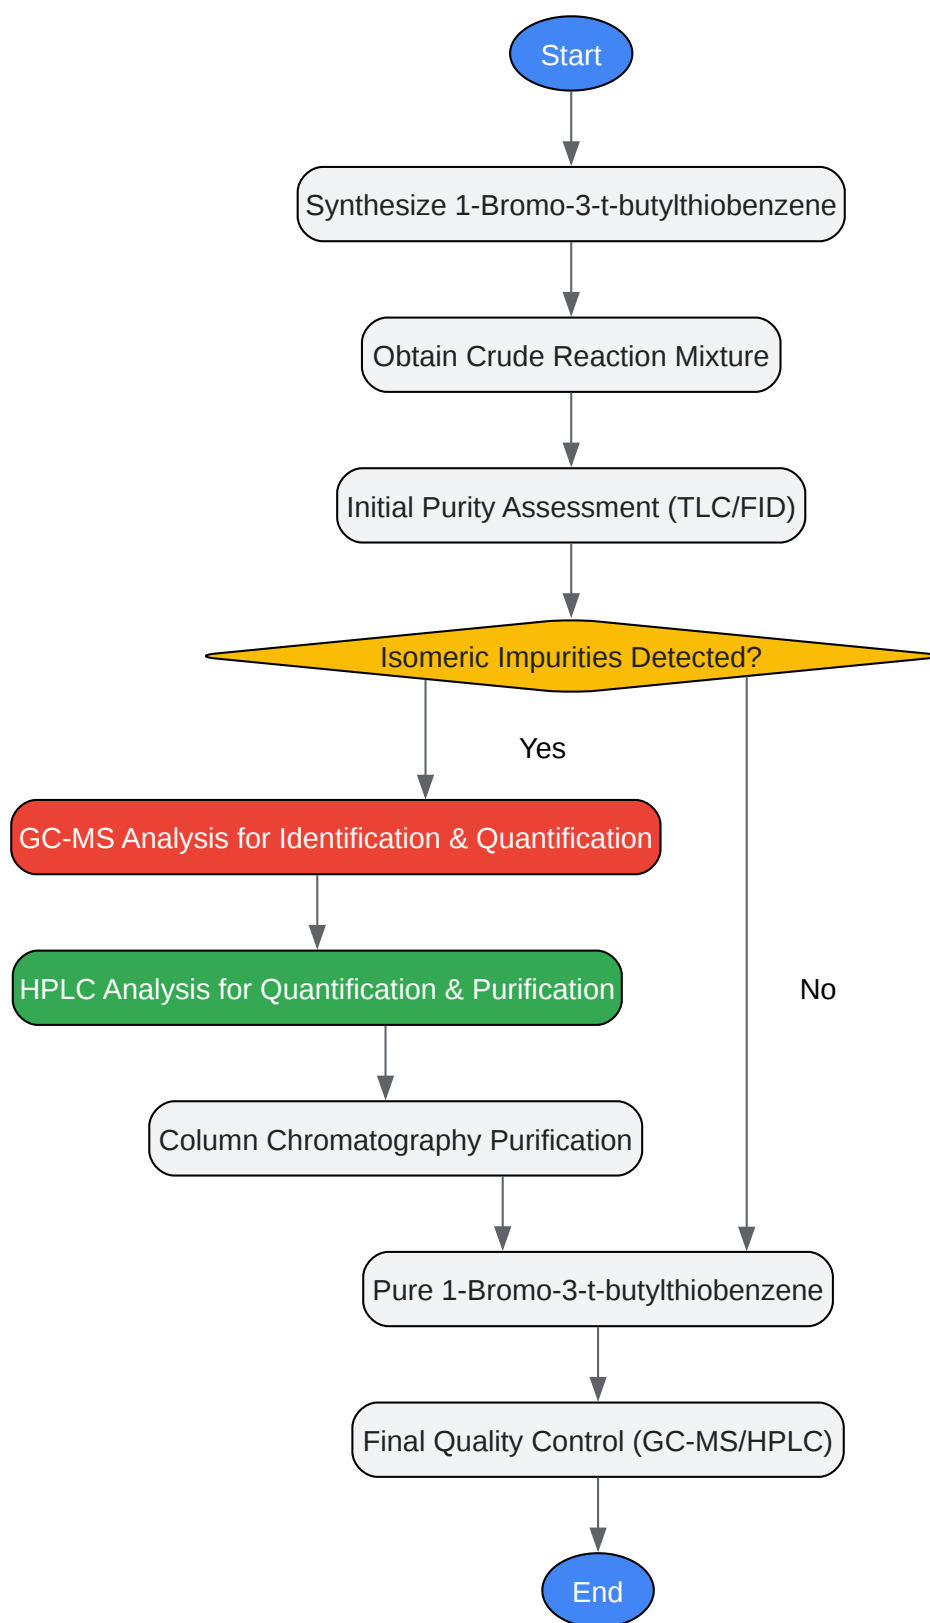 Start
Synthesize 1-Bromo-3-t-butylthiobenzene
Obtain Crude Reaction Mixture
Initial Purity Assessment (TLC/FID)
Isomeric Impurities Detected?
Yes
GC-MS Analysis for Identification & Quantification
HPLC Analysis for Quantification & Purification
No
Column Chromatography Purification
Pure 1-Bromo-3-t-butylthiobenzene
Final Quality Control (GC-MS/HPLC)
End